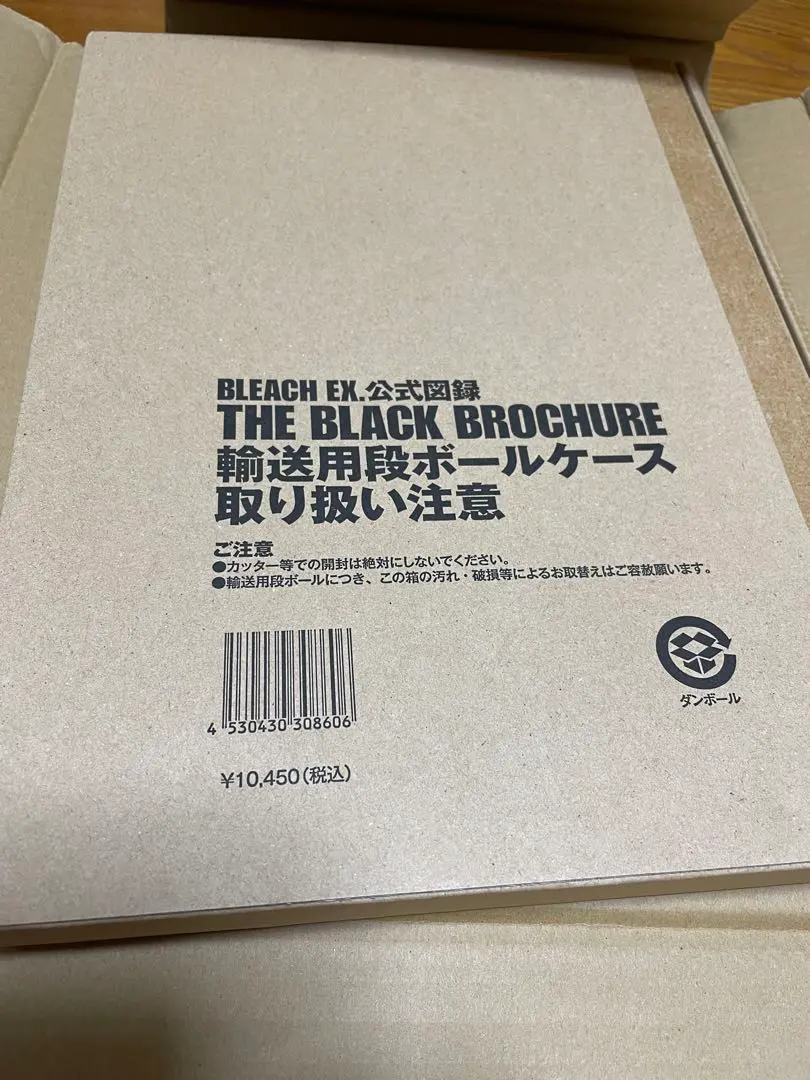 BLEACH EX.公式図録
THE BLACK BROCHURE
輸送用段ボールケース
取り扱い注意
ご注意
●カッター等での開封は絶対にしないでください。
●輸送用段ボールにつき、この箱の汚れ・破損等によるお取替えはご容赦願います。
4 530430 308606
ダンボール
¥10,450(税込)